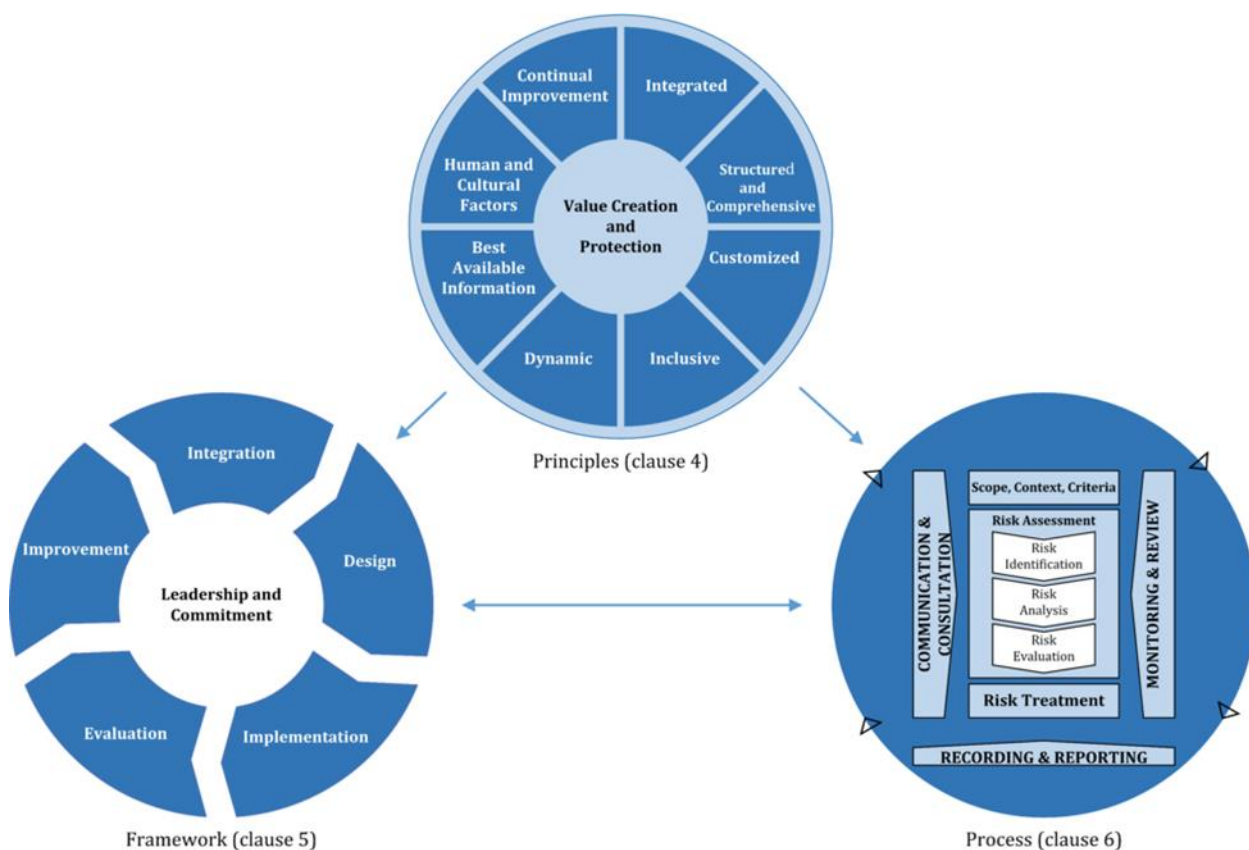 Continual
Improvement
Integrated
Structured
and
Comprehensive
Customized
Inclusive
Dynamic
Best
Available
Information
Human and
Cultural
Factors
Value Creation
and
Protection
Principles (clause 4)
Integration
Design
Implementation
Evaluation
Improvement
Leadership and
Commitment
Framework (clause 5)
Scope, Context, Criteria
Risk Assessment
Risk
Identification
Risk
Analysis
Risk
Evaluation
Risk Treatment
COMMUNICATION &
CONSULTATION
MONITORING & REVIEW
RECORDING & REPORTING
Process (clause 6)